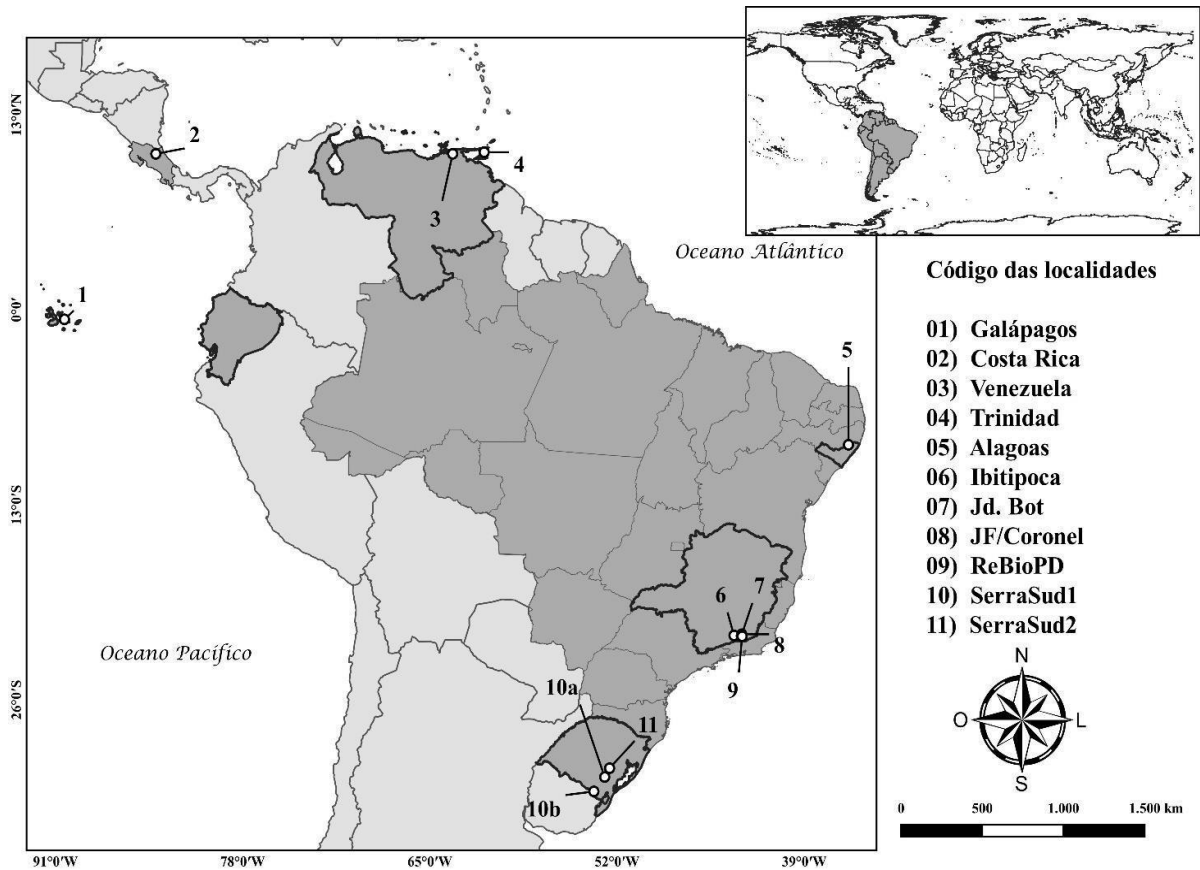 13°0'N
0°0'
13°0'S
26°0'S
91°0'W
78°0'W
65°0'W
52°0'W
39°0'W
1
2
3
4
5
6
7
8
9
10a
11
10b
Oceano Atlântico
Oceano Pacífico
Código das localidades
01) Galápagos
02) Costa Rica
03) Venezuela
04) Trinidad
05) Alagoas
06) Ibitipoca
07) Jd. Bot
08) JF/Coronel
09) ReBioPD
10) SerraSud1
11) SerraSud2
N
O
L
S
0 500 1.000 1.500 km